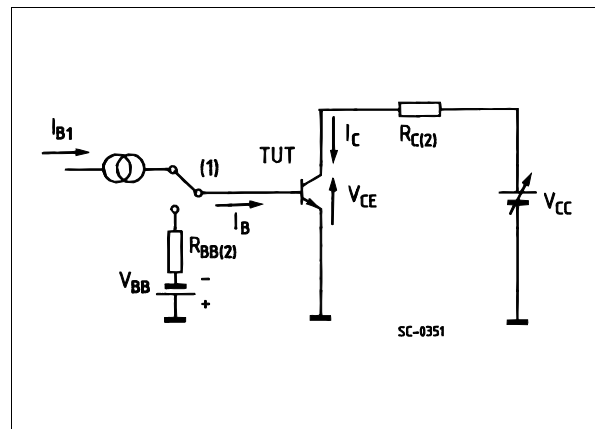 I_B1
(1)
TUT
I_C
R_C(2)
V_CE
V_CC
I_B
R_BB(2)
V_BB
-
+
SC-0351